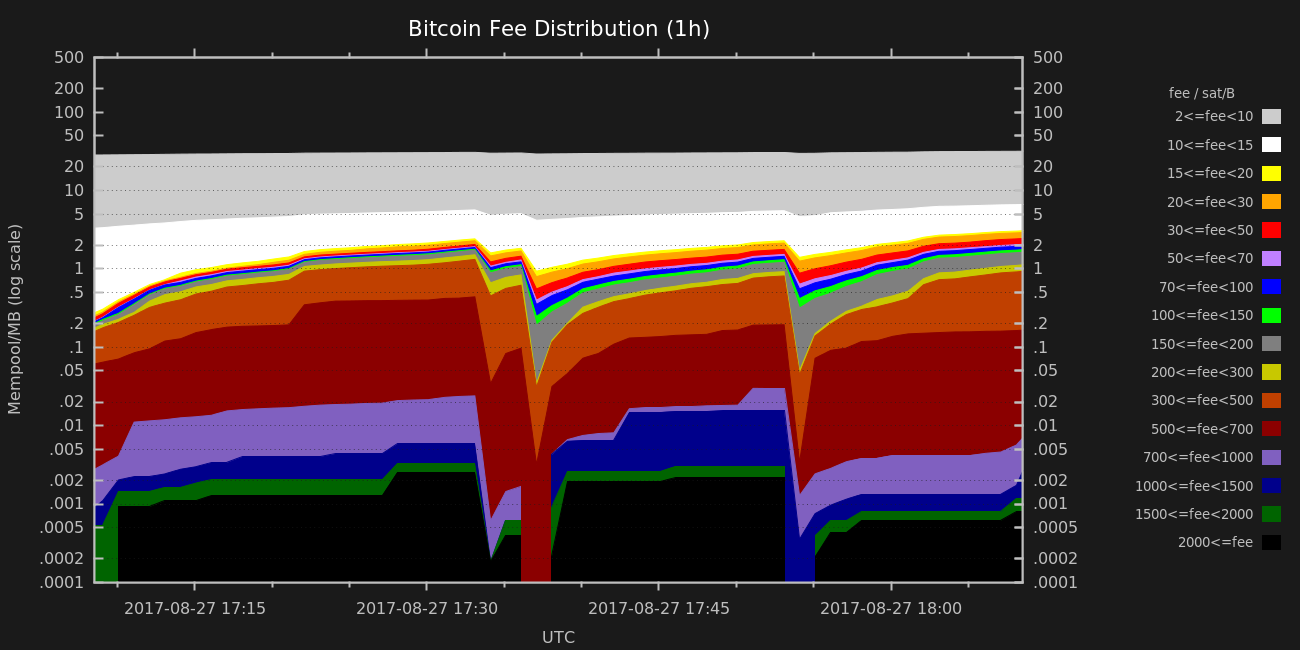 Bitcoin Fee Distribution (1h)
500 500
200 200
100 100
50 50
20 20
10 10
5 5
2 2
1 1
.5 .5
.2 .2
.1 .1
.05 .05
.02 .02
.01 .01
.005 .005
.002 .002
.001 .001
.0005 .0005
.0002 .0002
.0001 .0001
Mempool/MB (log scale)
2017-08-27 17:15 2017-08-27 17:30 2017-08-27 17:45 2017-08-27 18:00
UTC
fee / sat/B
2<=fee<10
10<=fee<15
15<=fee<20
20<=fee<30
30<=fee<50
50<=fee<70
70<=fee<100
100<=fee<150
150<=fee<200
200<=fee<300
300<=fee<500
500<=fee<700
700<=fee<1000
1000<=fee<1500
1500<=fee<2000
2000<=fee